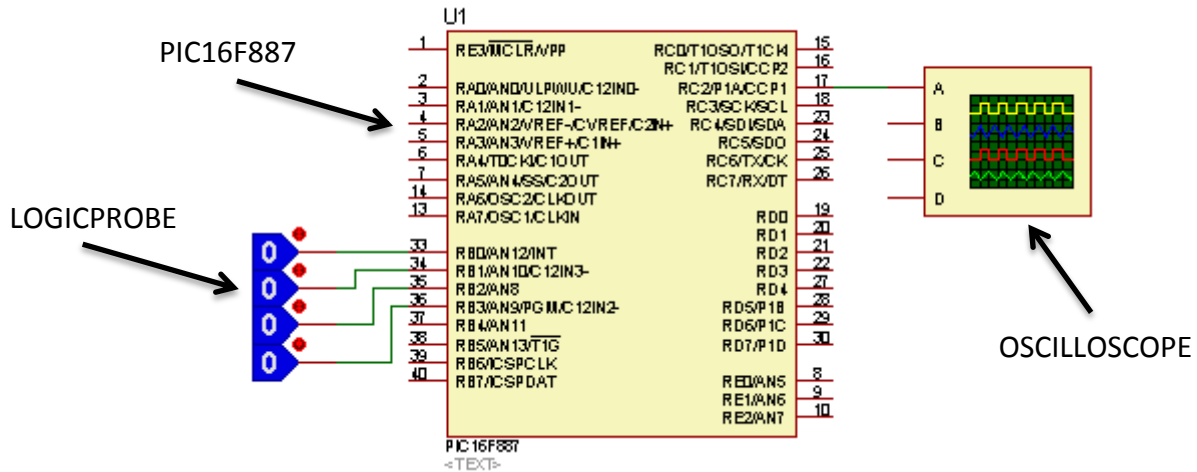 U1
PIC16F887
LOGICPROBE
0
0
0
0
1
2
3
4
5
6
7
14
13
33
34
35
36
37
38
39
40
RE3/MCLR/VPP
RA0/AN0/ULPWU/C12IN0-
RA1/AN1/C12IN1-
RA2/AN2/VREF-/CVREF/C2IN+
RA3/AN3/VREF+/C1IN+
RA4/T0CKI/C1OUT
RA5/AN4/SS/C2OUT
RA6/OSC2/CLKOUT
RA7/OSC1/CLKIN
RB0/AN12/INT
RB1/AN10/C12IN3-
RB2/AN8
RB3/AN9/PGM/C12IN2-
RB4/AN11
RB5/AN13/T1G
RB6/ICSPCLK
RB7/ICSPDAT
RC0/T1OSO/T1CKI
RC1/T1OSI/CCP2
RC2/P1A/CCP1
RC3/SCK/SCL
RC4/SDI/SDA
RC5/SDO
RC6/TX/CK
RC7/RX/DT
RD0
RD1
RD2
RD3
RD4
RD5/P1B
RD6/P1C
RD7/P1D
RE0/AN5
RE1/AN6
RE2/AN7
15
16
17
18
23
24
25
26
19
20
21
22
27
28
29
30
8
9
10
A
B
C
D
OSCILLOSCOPE
PIC16F887
<TEXT>